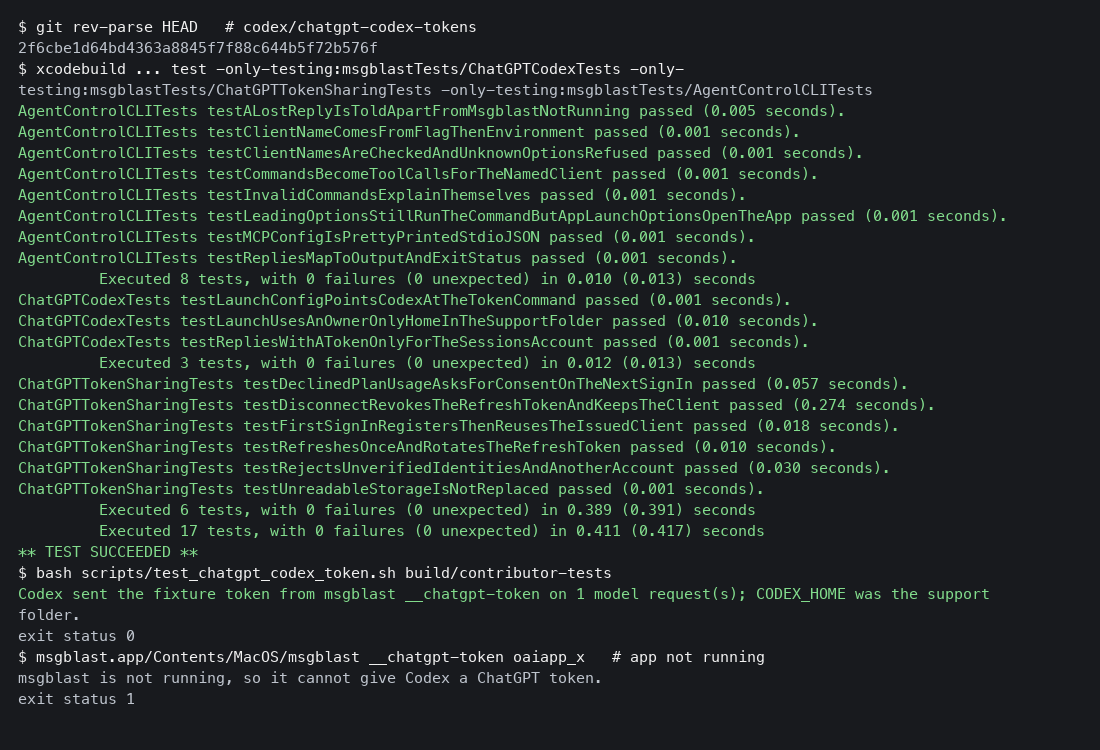 $ git rev-parse HEAD   # codex/chatgpt-codex-tokens
2f6cbe1d64bd4363a8845f7f88c644b5f72b576f
$ xcodebuild ... test -only-testing:msgblastTests/ChatGPTCodexTests -only-
testing:msgblastTests/ChatGPTTokenSharingTests -only-testing:msgblastTests/AgentControlCLITests
AgentControlCLITests testALostReplyIsToldApartFromMsgblastNotRunning passed (0.005 seconds).
AgentControlCLITests testClientNameComesFromFlagThenEnvironment passed (0.001 seconds).
AgentControlCLITests testClientNamesAreCheckedAndUnknownOptionsRefused passed (0.001 seconds).
AgentControlCLITests testCommandsBecomeToolCallsForTheNamedClient passed (0.001 seconds).
AgentControlCLITests testInvalidCommandsExplainThemselves passed (0.001 seconds).
AgentControlCLITests testLeadingOptionsStillRunTheCommandButAppLaunchOptionsOpenTheApp passed (0.001 seconds).
AgentControlCLITests testMCPConfigIsPrettyPrintedStdioJSON passed (0.001 seconds).
AgentControlCLITests testRepliesMapToOutputAndExitStatus passed (0.001 seconds).
         Executed 8 tests, with 0 failures (0 unexpected) in 0.010 (0.013) seconds
ChatGPTCodexTests testLaunchConfigPointsCodexAtTheTokenCommand passed (0.001 seconds).
ChatGPTCodexTests testLaunchUsesAnOwnerOnlyHomeInTheSupportFolder passed (0.010 seconds).
ChatGPTCodexTests testRepliesWithATokenOnlyForTheSessionsAccount passed (0.001 seconds).
         Executed 3 tests, with 0 failures (0 unexpected) in 0.012 (0.013) seconds
ChatGPTTokenSharingTests testDeclinedPlanUsageAsksForConsentOnTheNextSignIn passed (0.057 seconds).
ChatGPTTokenSharingTests testDisconnectRevokesTheRefreshTokenAndKeepsTheClient passed (0.274 seconds).
ChatGPTTokenSharingTests testFirstSignInRegistersThenReusesTheIssuedClient passed (0.018 seconds).
ChatGPTTokenSharingTests testRefreshesOnceAndRotatesTheRefreshToken passed (0.010 seconds).
ChatGPTTokenSharingTests testRejectsUnverifiedIdentitiesAndAnotherAccount passed (0.030 seconds).
ChatGPTTokenSharingTests testUnreadableStorageIsNotReplaced passed (0.001 seconds).
         Executed 6 tests, with 0 failures (0 unexpected) in 0.389 (0.391) seconds
         Executed 17 tests, with 0 failures (0 unexpected) in 0.411 (0.417) seconds
** TEST SUCCEEDED **
$ bash scripts/test_chatgpt_codex_token.sh build/contributor-tests
Codex sent the fixture token from msgblast __chatgpt-token on 1 model request(s); CODEX_HOME was the support
folder.
exit status 0
$ msgblast.app/Contents/MacOS/msgblast __chatgpt-token oaiapp_x   # app not running
msgblast is not running, so it cannot give Codex a ChatGPT token.
exit status 1